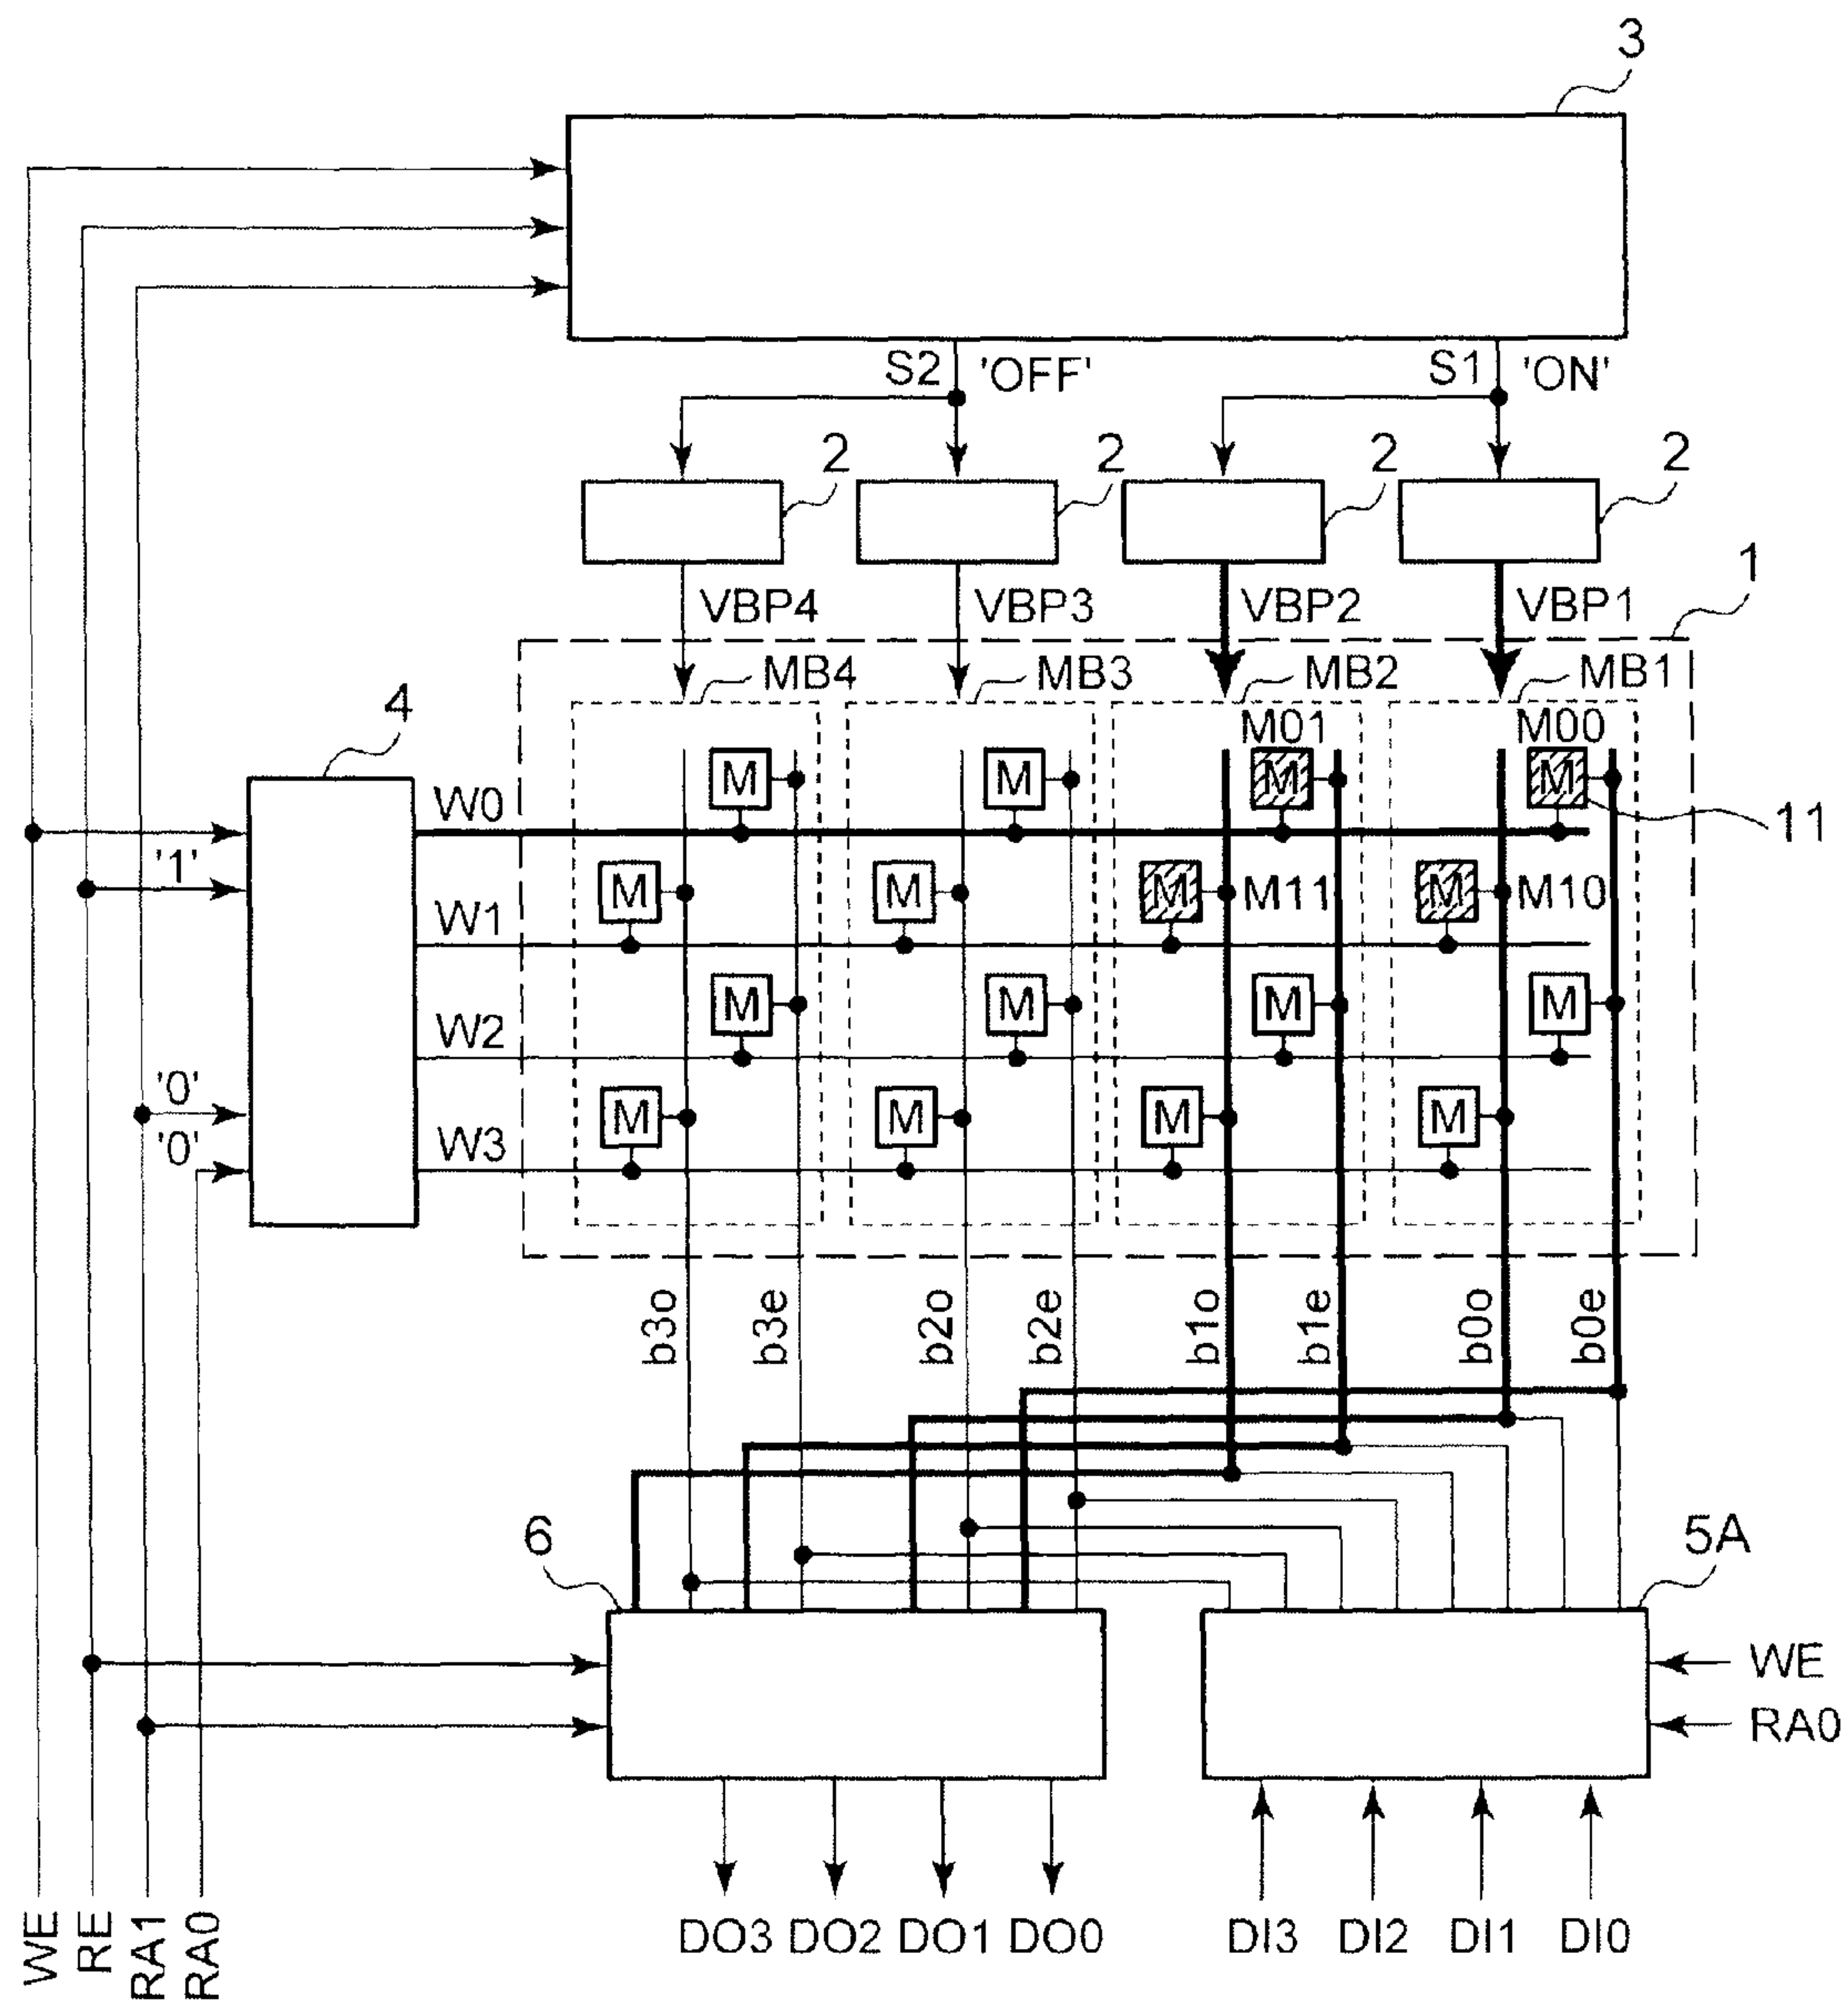 3
S2 'OFF' S1 'ON'
2 2 2 2
1
VBP4 VBP3 VBP2 VBP1
MB4 MB3 MB2 MB1
4
M01 M00
M M M M
W0
11
'1'
M M M M11 M M10
W1
M M M M
W2
'0'
M M M M
'0'
W3
b3o b3e b2o b2e b1o b1e b0o b0e
6 5A
WE
RA0
WE RE RA1 RA0
DO3 DO2 DO1 DO0 DI3 DI2 DI1 DI0